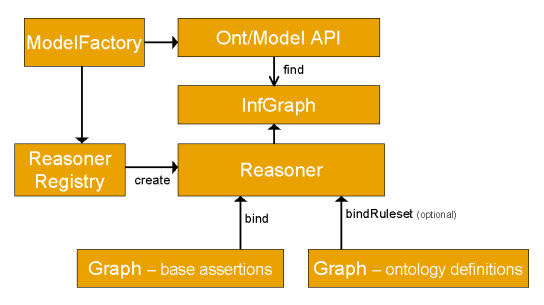 ModelFactory
Ont/Model API
find
InfGraph
Reasoner
Registry
create
Reasoner
bind
bindRuleset (optional)
Graph – base assertions
Graph – ontology definitions